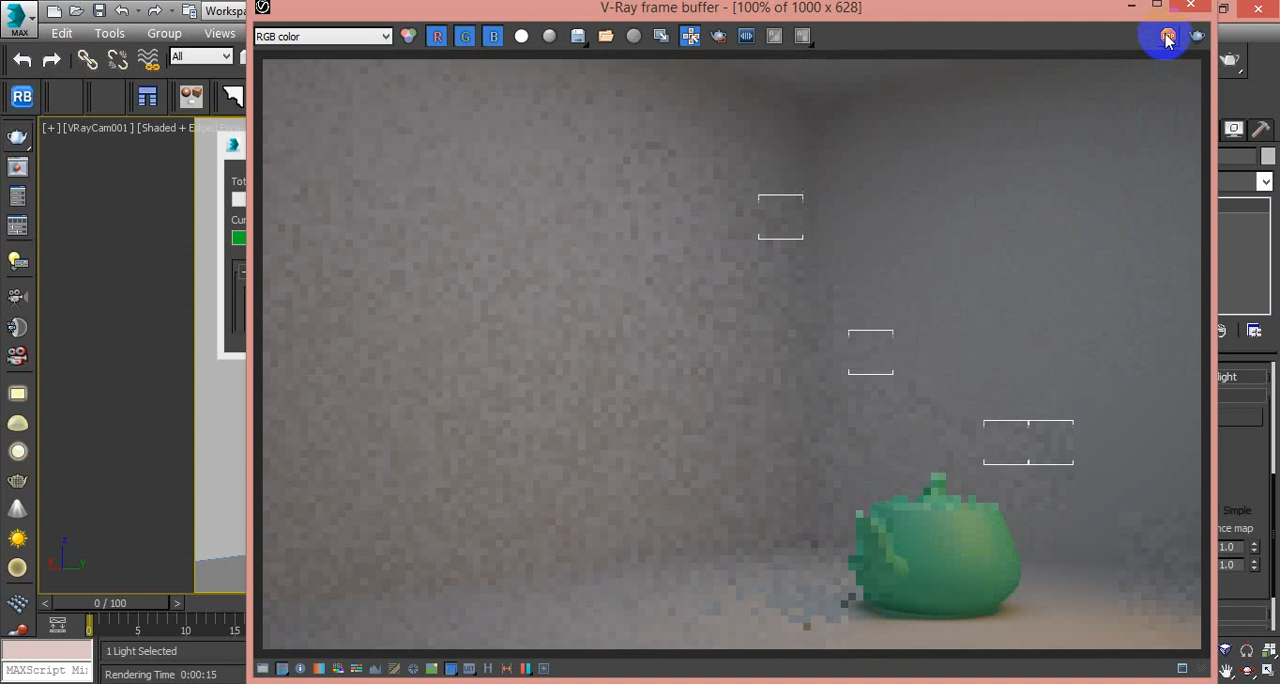 V-Ray frame buffer - [100% of 1000 x 628]
MAX
Workspa
Edit
Tools
Group
Views
RGB color
R
G
B
All
RB
[+] [VRayCam001] [Shaded + Ed
Tot
Cur
light
Simple
nce map
1.0
1.0
0 / 100
5
10
15
1 Light Selected
MAXScript Mi
Rendering Time 0:00:15